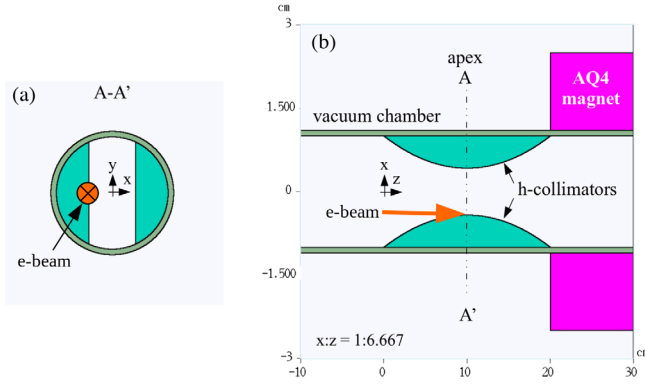 (a)
A-A'
y
x
e-beam
cm
3
1.500
0
-1.500
-3
-10
0
10
20
30
cm
(b)
apex
A
AQ4
magnet
vacuum chamber
x
z
h-collimators
e-beam
A'
x:z = 1:6.667